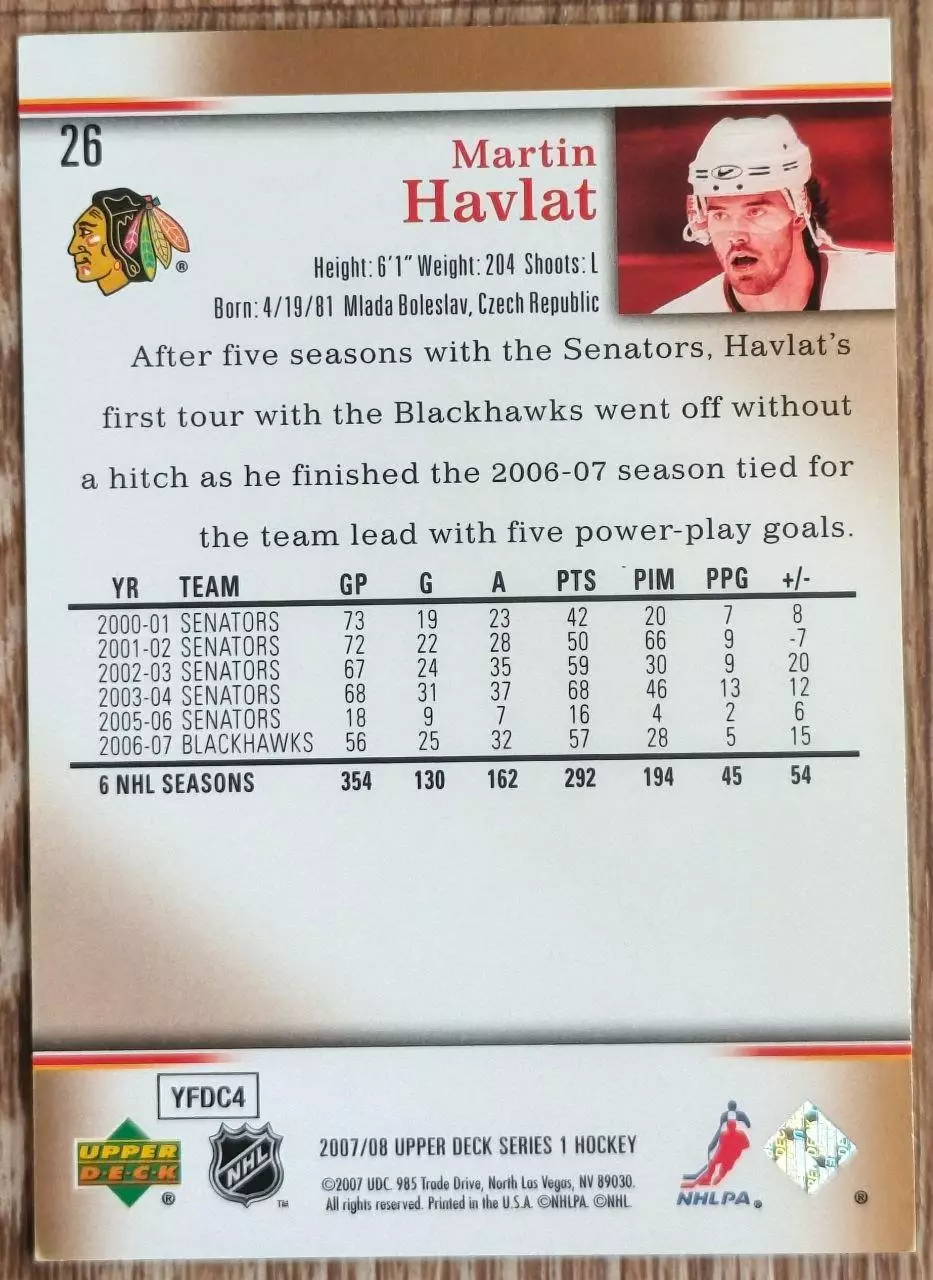 26
Martin
Havlat
Height: 6'1" Weight: 204 Shoots: L
Born: 4/19/81 Mlada Boleslav, Czech Republic
After five seasons with the Senators, Havlat's
first tour with the Blackhawks went off without
a hitch as he finished the 2006-07 season tied for
the team lead with five power-play goals.
YR TEAM GP G A PTS PIM PPG +/-
2000-01 SENATORS 73 19 23 42 20 7 8
2001-02 SENATORS 72 22 28 50 66 9 -7
2002-03 SENATORS 67 24 35 59 30 9 20
2003-04 SENATORS 68 31 37 68 46 13 12
2005-06 SENATORS 18 9 7 16 4 2 6
2006-07 BLACKHAWKS 56 25 32 57 28 5 15
6 NHL SEASONS 354 130 162 292 194 45 54
YFDC4
UPPER
D·E·C·K
®
NHL
™
2007/08 UPPER DECK SERIES 1 HOCKEY
©2007 UDC. 985 Trade Drive, North Las Vegas, NV 89030.
All rights reserved. Printed in the U.S.A. ©NHLPA. ©NHL.
NHLPA®
®